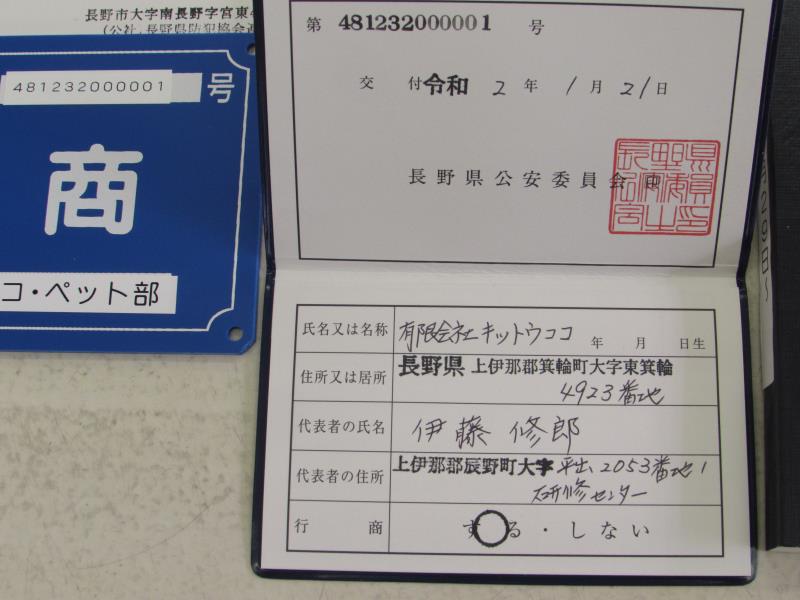 長野市大字南長野字宮東4
(公社)長野県防犯協会連
481232000001
号
商
コ・ペット部
第 481232000001 号
交付 令和 2 年 1 月 21 日
長野県公安委員会 ㊞
氏名又は名称 有限会社キットウココ 年 月 日生
住所又は居所 長野県 上伊那郡箕輪町大字東箕輪
4923番地
代表者の氏名 伊藤 修郎
代表者の住所 上伊那郡辰野町大字 平出2053番地1
研修センター
行商 する・しない